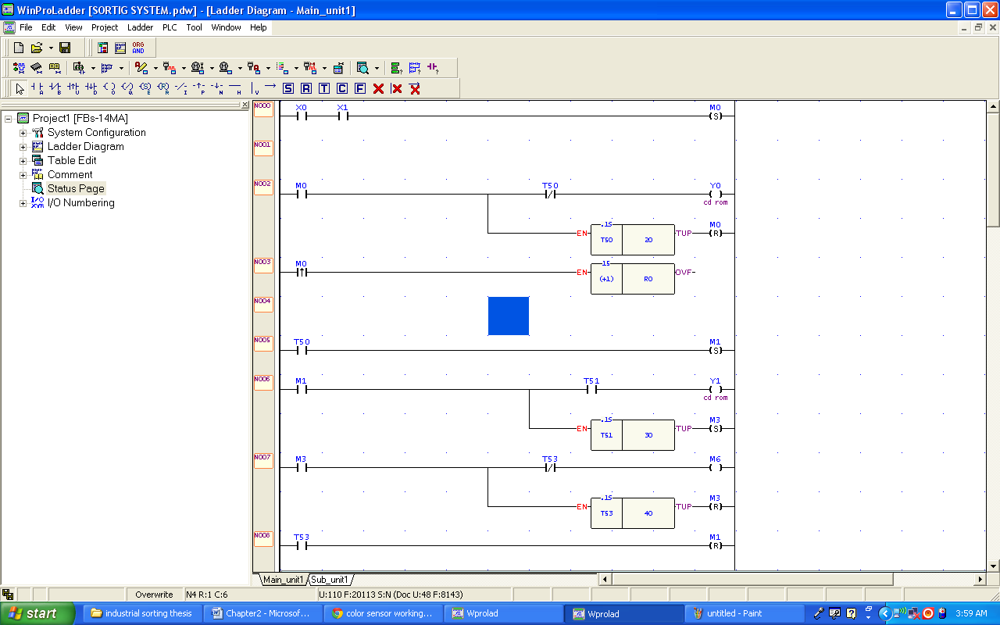 WinProLadder [SORTIG SYSTEM.pdw] - [Ladder Diagram - Main_unit1]
File Edit View Project Ladder PLC Tool Window Help
ORG
AND
A B U D O Q S R I P N H V
S R T C F
Project1 [FBs-14MA]
System Configuration
Ladder Diagram
Table Edit
Comment
Status Page
I/O Numbering
N000 X0 X1 M0
(S)
N001
N002 M0 T50 Y0
cd rom
.1S M0
EN T50 20 TUP (R)
N003 M0 15
EN (+1) R0 OVF-
N004
N005 T50 M1
(S)
N006 M1 T51 Y1
cd rom
.1S M3
EN T51 30 TUP (S)
N007 M3 T53 M6
.1S M3
EN T53 40 TUP (R)
N008 T53 M1
(R)
Main_unit1 Sub_unit1
Overwrite N4 R:1 C:6 U:110 F:20113 S:N (Doc U:48 F:8143)
start industrial sorting thesis Chapter2 - Microsof... color sensor working... Wprolad Wprolad untitled - Paint 3:59 AM